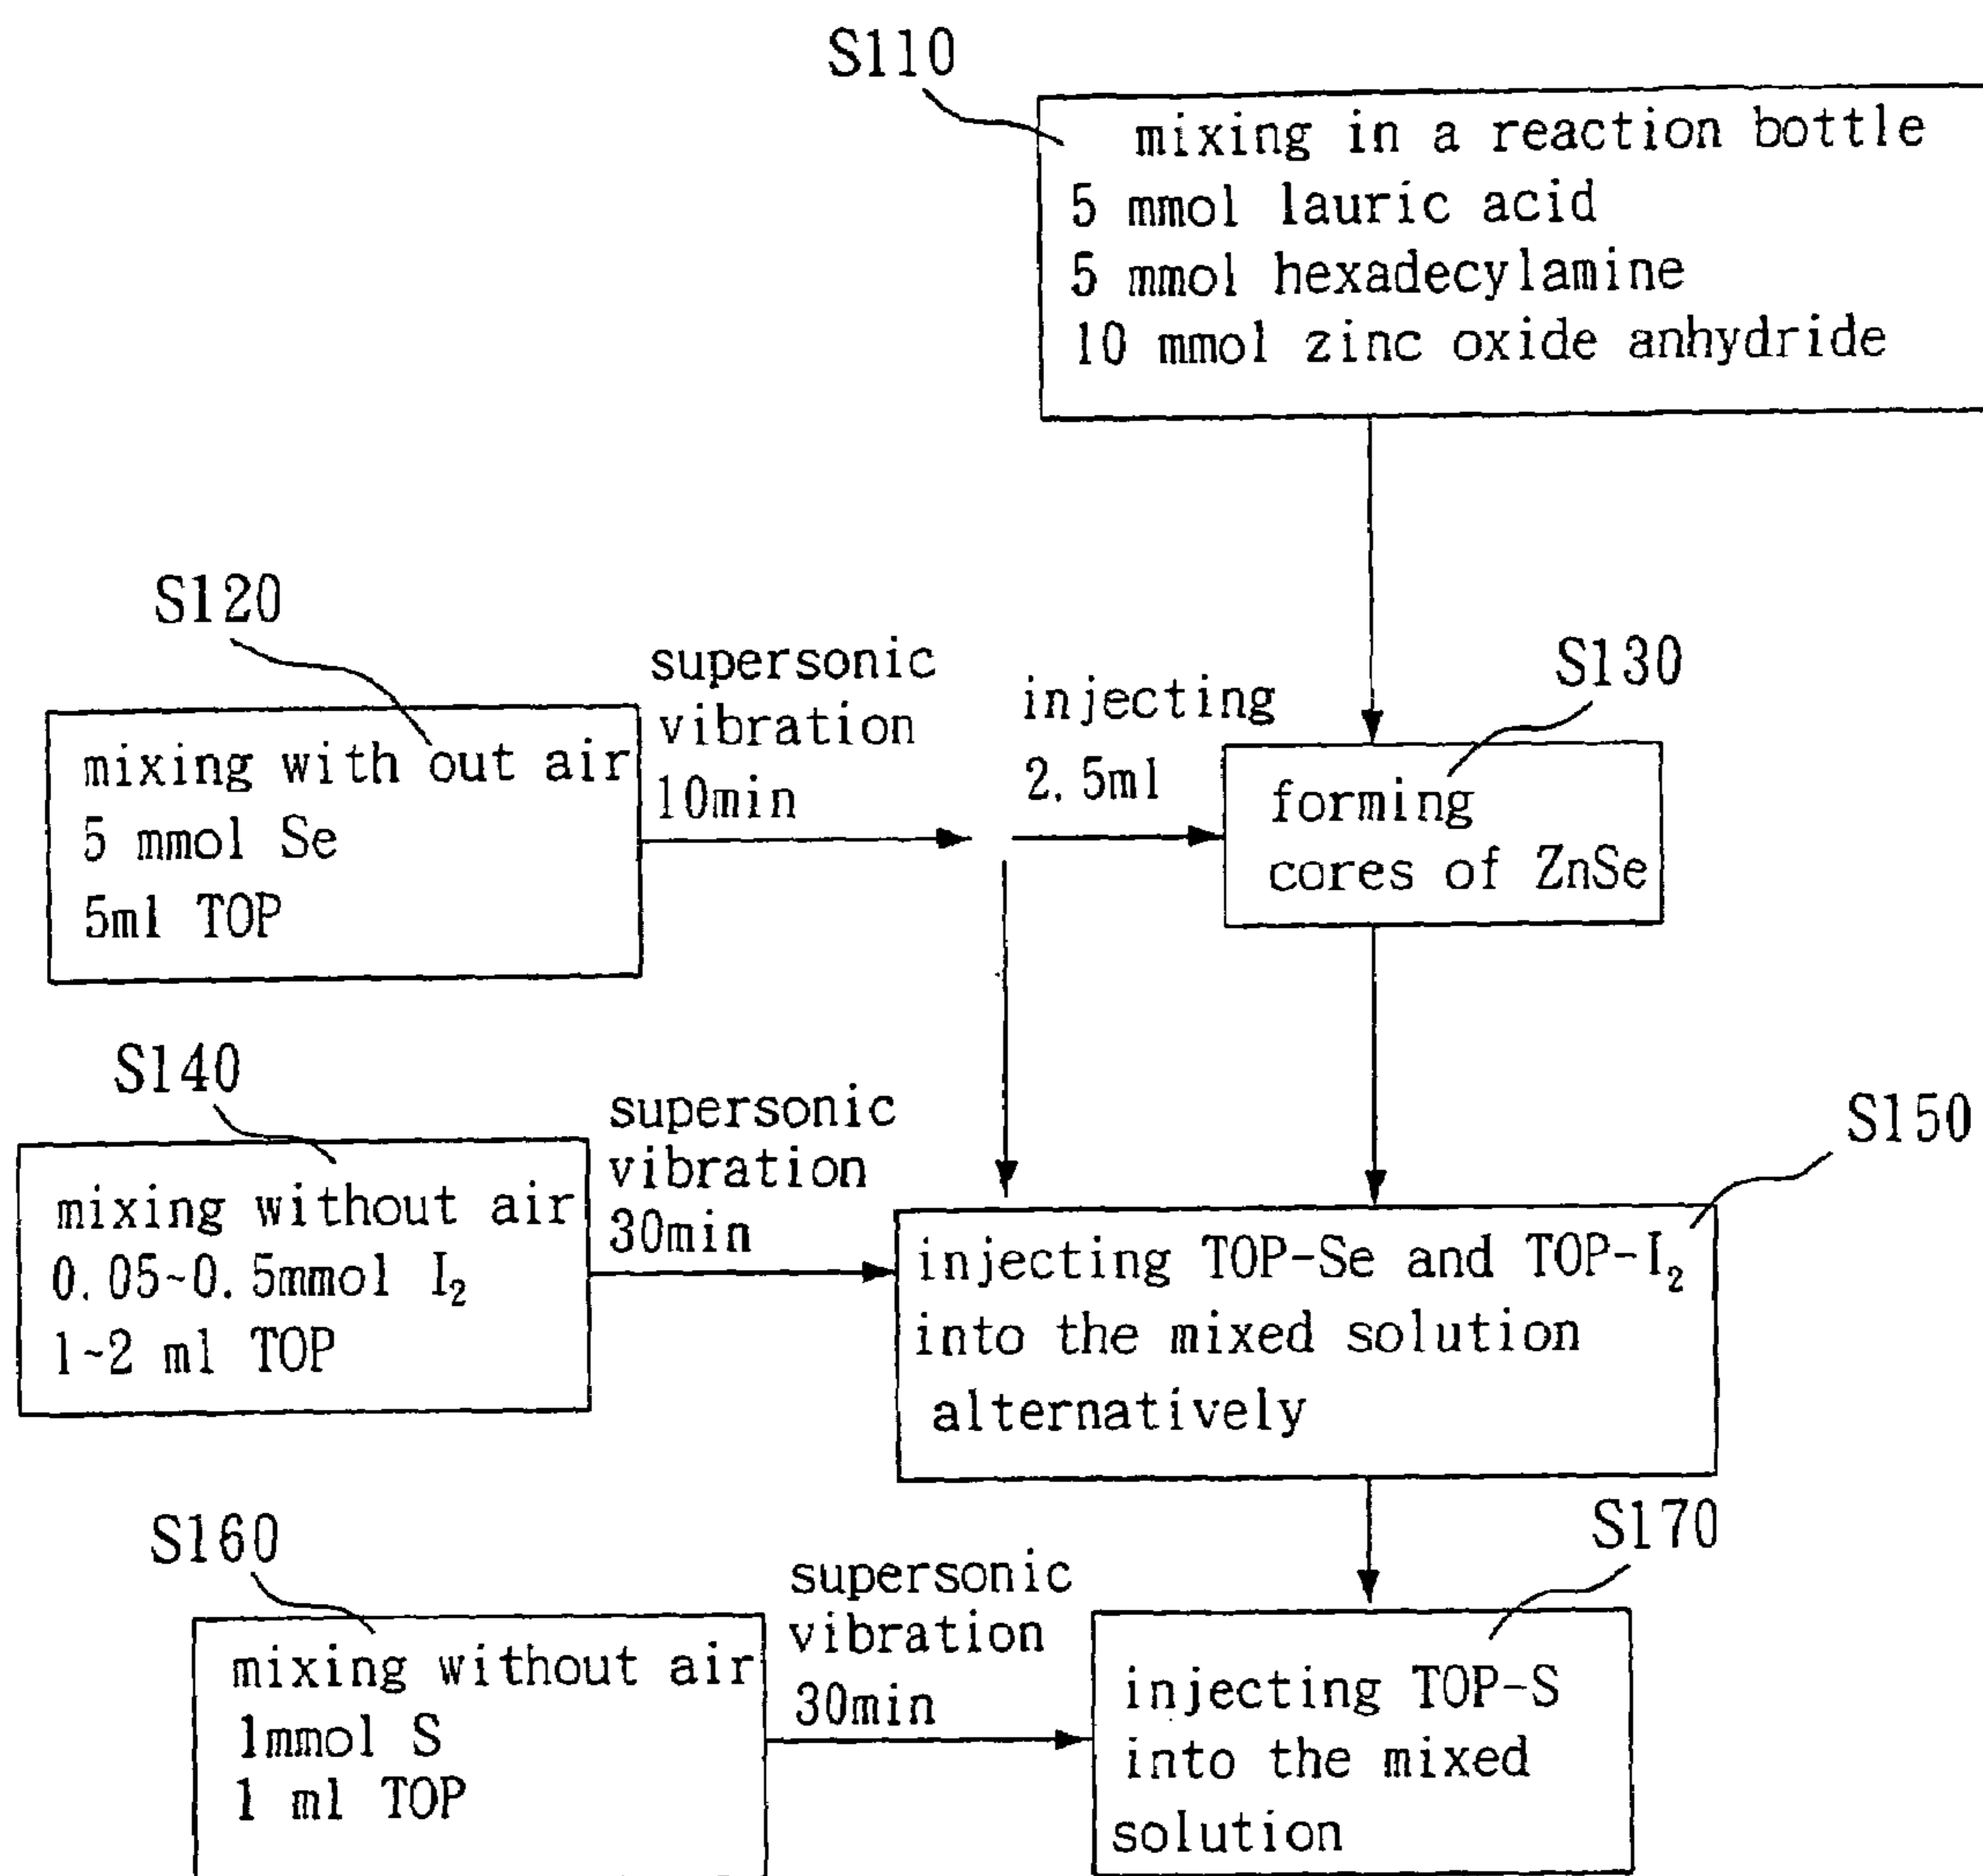 S110
mixing in a reaction bottle
5 mmol lauric acid
5 mmol hexadecylamine
10 mmol zinc oxide anhydride
S120
mixing with out air
5 mmol Se
5ml TOP
supersonic
vibration
10min
injecting
2.5ml
S130
forming
cores of ZnSe
S140
mixing without air
0.05~0.5mmol I₂
1~2 ml TOP
supersonic
vibration
30min
S150
injecting TOP-Se and TOP-I₂
into the mixed solution
alternatively
S160
mixing without air
1mmol S
1 ml TOP
supersonic
vibration
30min
S170
injecting TOP-S
into the mixed
solution